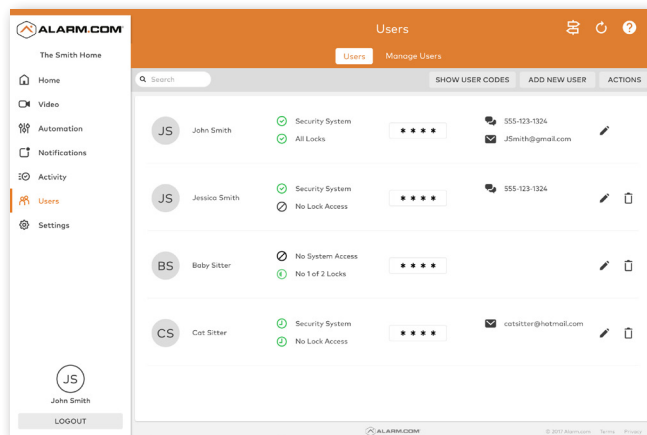 ALARM.COM
Users
The Smith Home
Users Manage Users
Search
SHOW USER CODES ADD NEW USER ACTIONS
Home
Video
Automation
Notifications
Activity
Users
Settings
JS John Smith
Security System
All Locks
* * * *
555-123-1324
JSmith@gmail.com
JS Jessica Smith
Security System
No Lock Access
* * * *
555-123-1324
BS Baby Sitter
No System Access
No 1 of 2 Locks
* * * *
CS Cat Sitter
Security System
No Lock Access
* * * *
catsitter@hotmail.com
JS
John Smith
LOGOUT
ALARM.COM
© 2017 Alarm.com Terms Privacy